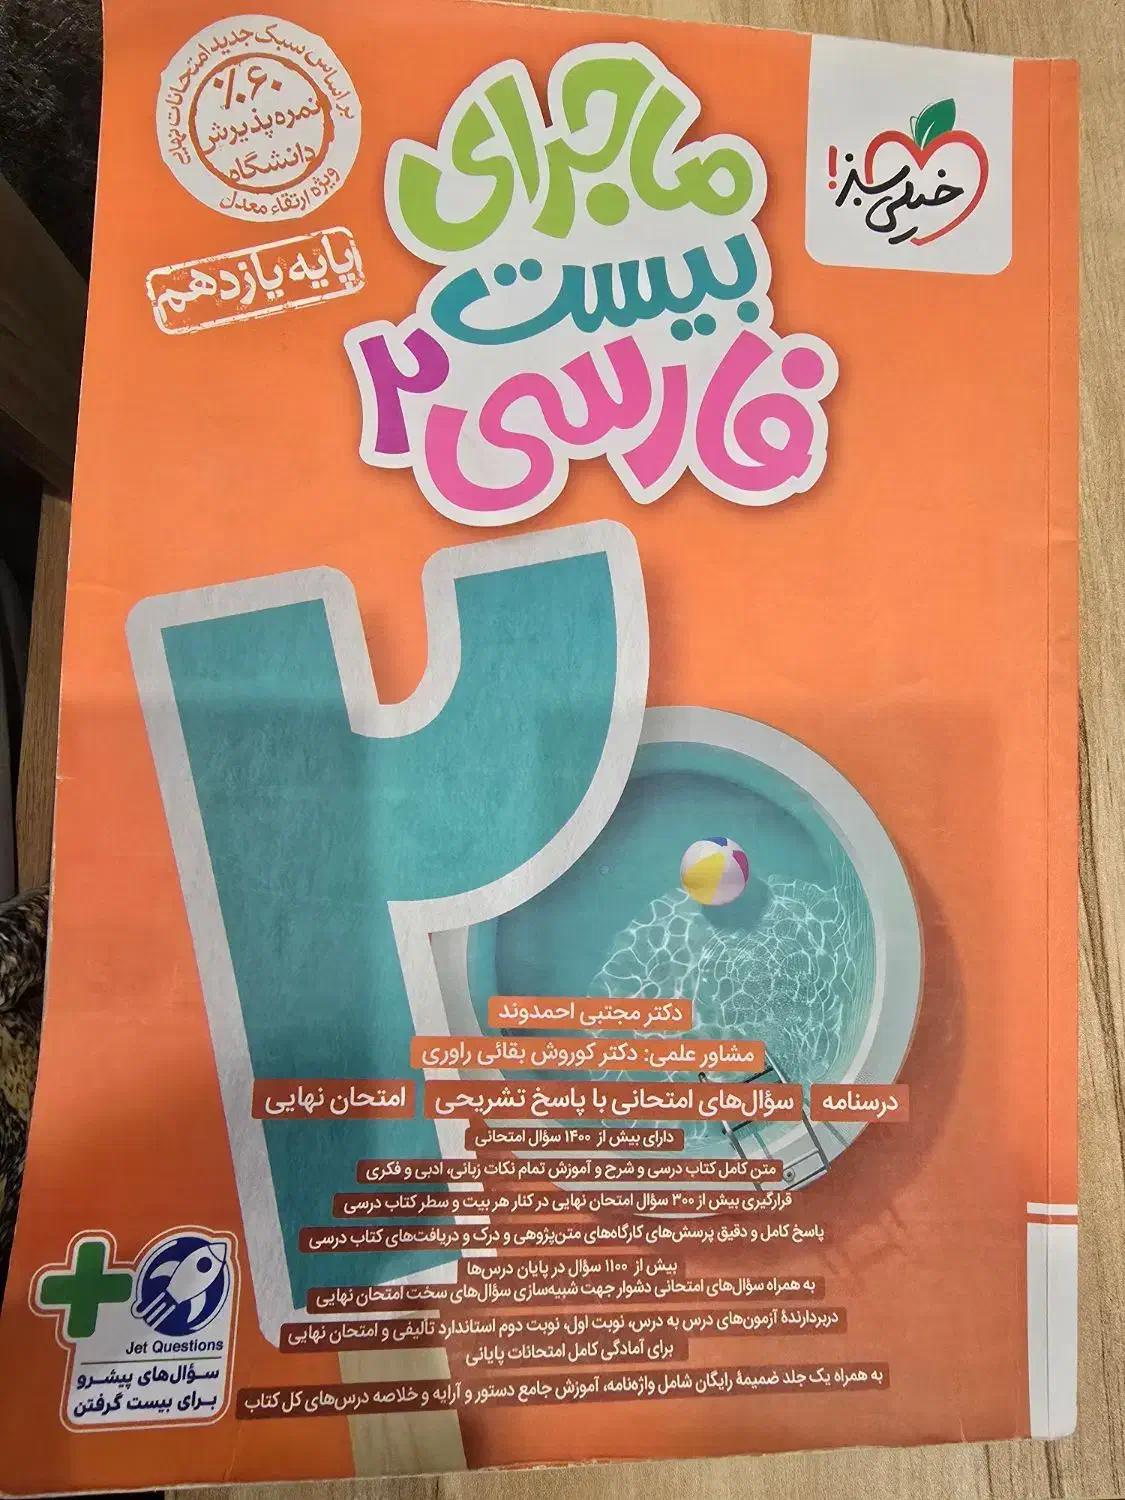 بر اساس سبک جدید امتحانات نهایی
۶۰٪
نمره پذیرش
دانشگاه
ویژه ارتقاء معدل
پایه یازدهم
ماجرای
بیست
فارسی ۲
خیلی سبز!
۲۰
دکتر مجتبی احمدوند
مشاور علمی: دکتر کوروش بقائی راوری
درسنامه سؤال‌های امتحانی با پاسخ تشریحی امتحان نهایی
دارای بیش از ۱۴۰۰ سؤال امتحانی
متن کامل کتاب درسی و شرح و آموزش تمام نکات زبانی، ادبی و فکری
قرارگیری بیش از ۳۰۰ سؤال امتحان نهایی در کنار هر بیت و سطر کتاب درسی
پاسخ کامل و دقیق پرسش‌های کارگاه‌های متن‌پژوهی و درک و دریافت‌های کتاب درسی
بیش از ۱۱۰۰ سؤال در پایان درس‌ها
به همراه سؤال‌های امتحانی دشوار جهت شبیه‌سازی سؤال‌های سخت امتحان نهایی
دربردارندهٔ آزمون‌های درس به درس، نوبت اول، نوبت دوم استاندارد تألیفی و امتحان نهایی
برای آمادگی کامل امتحانات پایانی
به همراه یک جلد ضمیمهٔ رایگان شامل واژه‌نامه، آموزش جامع دستور و آرایه و خلاصه درس‌های کل کتاب
Jet Questions
سؤال‌های پیشرو
برای بیست گرفتن